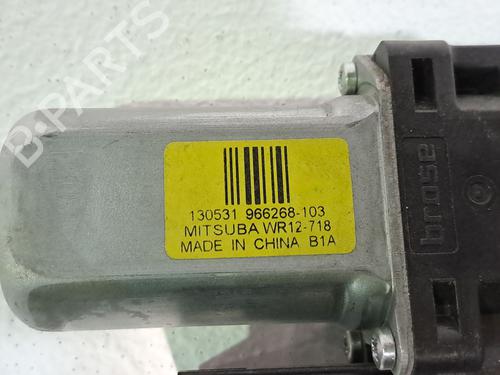 B-PARTS
130531 966268-103
MITSUBA WR12-718
MADE IN CHINA B1A
brose